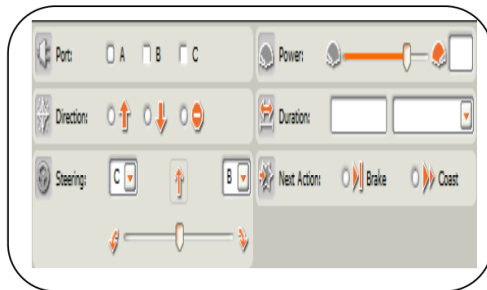 Port: A B C
Power:
Direction:
Duration:
Steering: C B
Next Action: Brake Coast